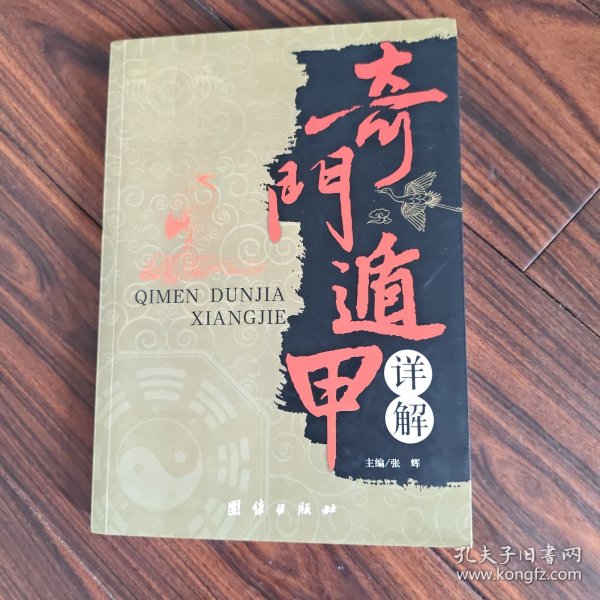 奇門遁甲
详解
QIMEN DUNJIA
XIANGJIE
主编/张 辉
团结出版社
孔夫子旧书网
www.kongfz.com